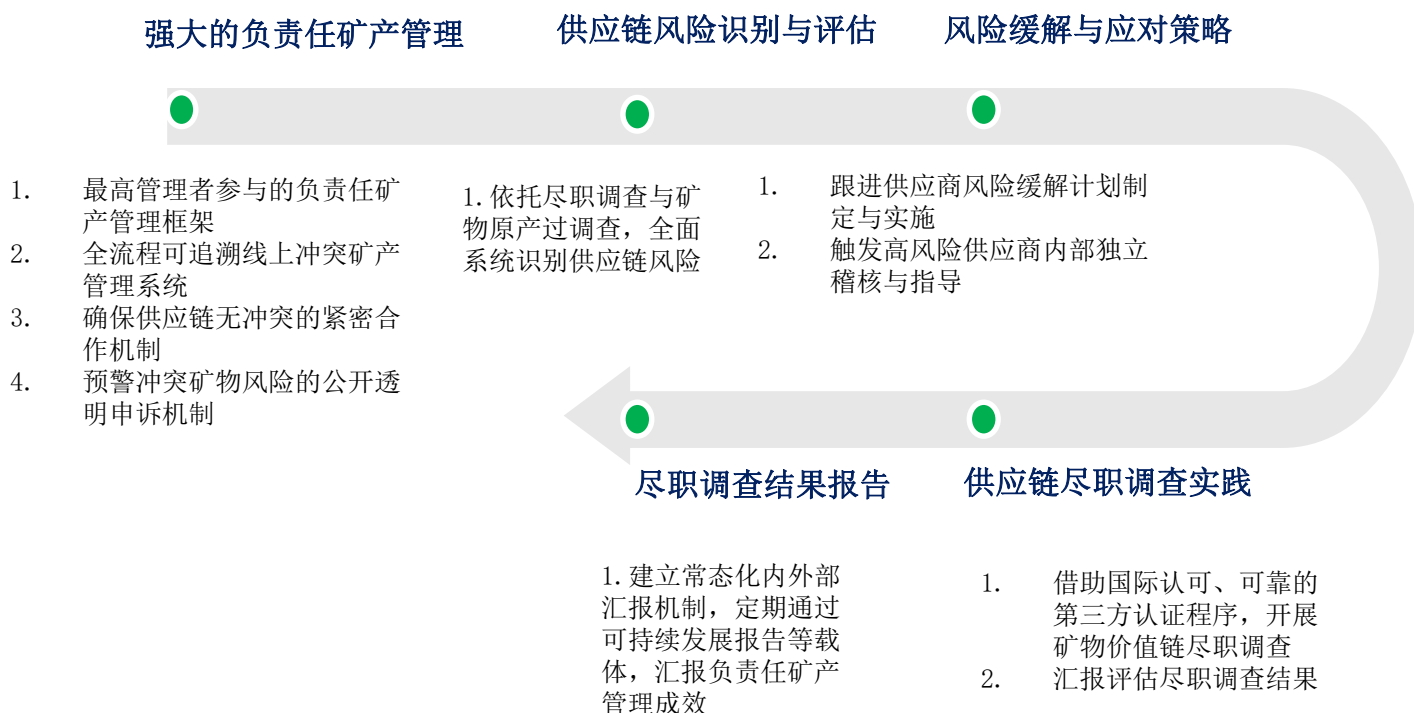 强大的负责任矿产管理
供应链风险识别与评估
风险缓解与应对策略
1. 最高管理者参与的负责任矿
产管理框架
2. 全流程可追溯线上冲突矿产
管理系统
3. 确保供应链无冲突的紧密合
作机制
4. 预警冲突矿物风险的公开透
明申诉机制
1.依托尽职调查与矿
物原产过调查，全面
系统识别供应链风险
1. 跟进供应商风险缓解计划制
定与实施
2. 触发高风险供应商内部独立
稽核与指导
尽职调查结果报告
供应链尽职调查实践
1.建立常态化内外部
汇报机制，定期通过
可持续发展报告等载
体，汇报负责任矿产
管理成效
1. 借助国际认可、可靠的
第三方认证程序，开展
矿物价值链尽职调查
2. 汇报评估尽职调查结果